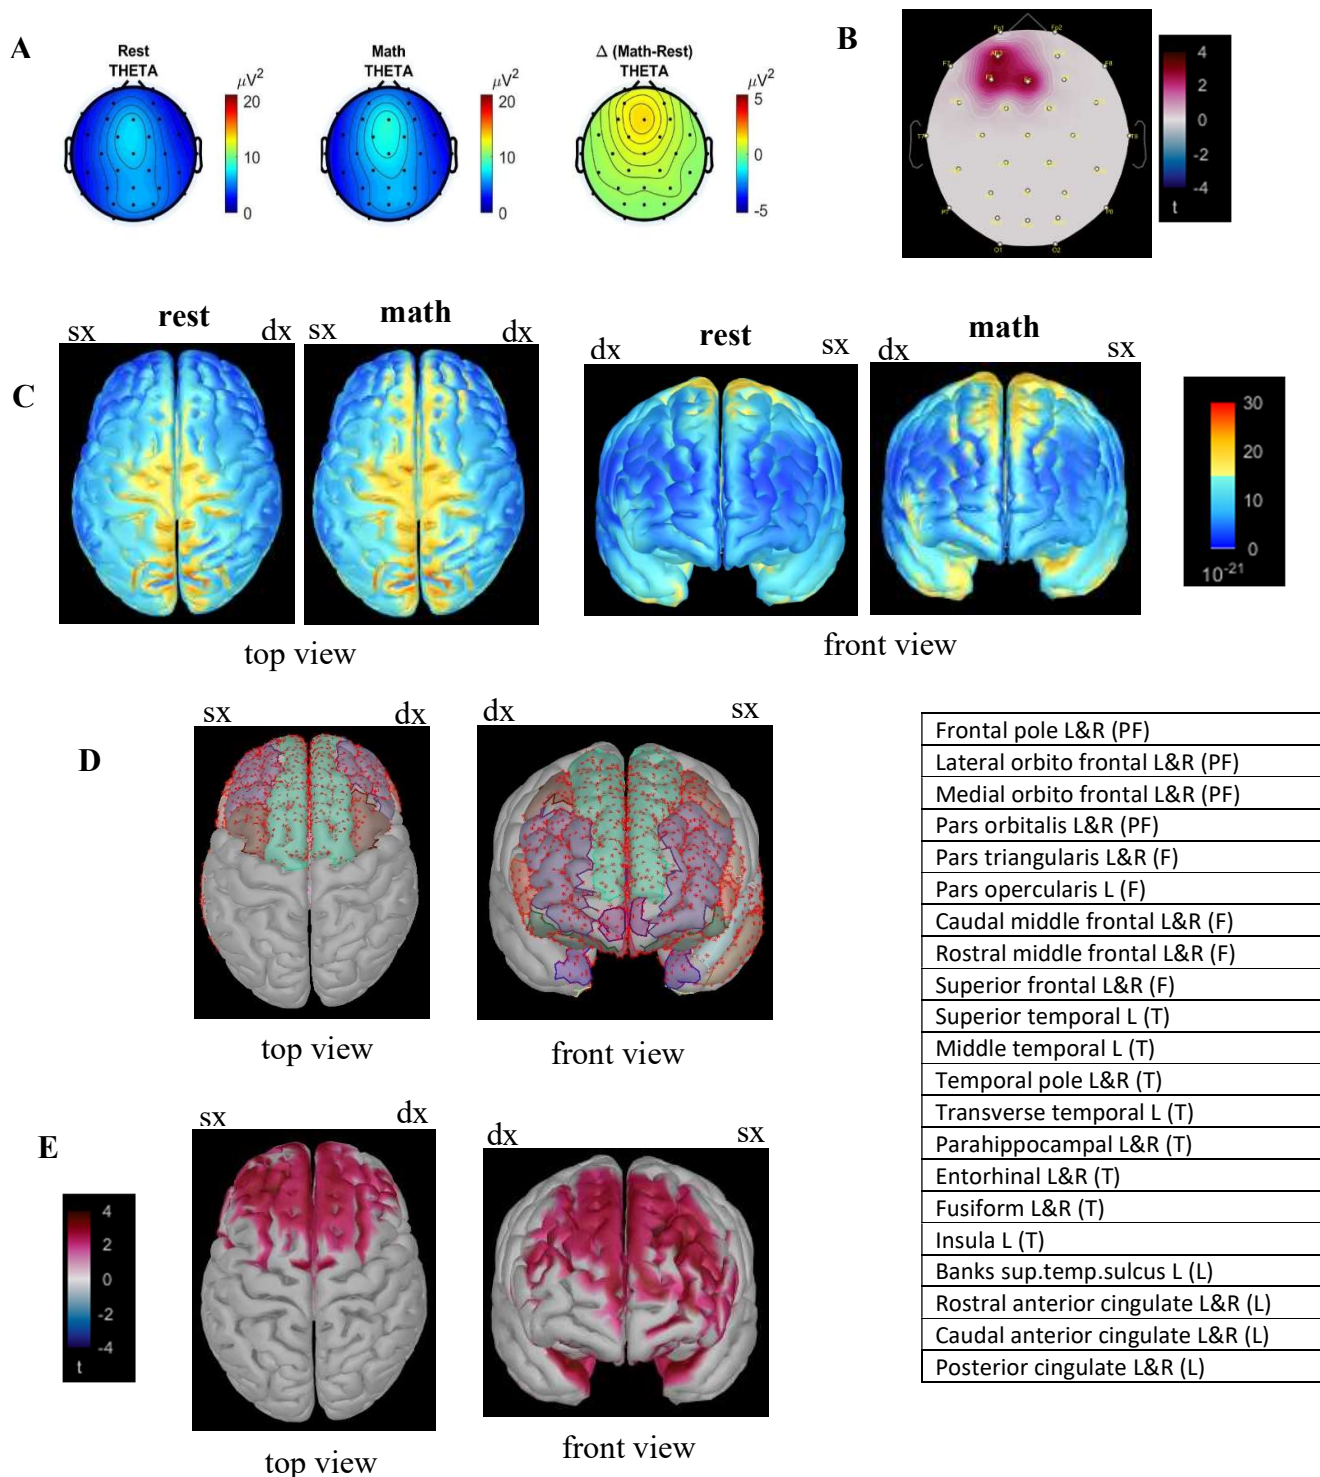 A
Rest
THETA
μV²
20
10
0
Math
THETA
μV²
20
10
0
Δ (Math-Rest)
THETA
μV²
5
0
-5
B
Fp1
Fp2
F7
F8
T7
T8
O1
O2
4
2
0
-2
-4
t
C
sx
rest
dx
sx
math
dx
dx
rest
sx
dx
math
sx
30
20
10
0
10⁻²¹
top view
front view
D
sx
dx
dx
sx
top view
front view
Frontal pole L&R (PF)
Lateral orbito frontal L&R (PF)
Medial orbito frontal L&R (PF)
Pars orbitalis L&R (PF)
Pars triangularis L&R (F)
Pars opercularis L (F)
Caudal middle frontal L&R (F)
Rostral middle frontal L&R (F)
Superior frontal L&R (F)
Superior temporal L (T)
Middle temporal L (T)
Temporal pole L&R (T)
Transverse temporal L (T)
Parahippocampal L&R (T)
Entorhinal L&R (T)
Fusiform L&R (T)
Insula L (T)
Banks sup.temp.sulcus L (L)
Rostral anterior cingulate L&R (L)
Caudal anterior cingulate L&R (L)
Posterior cingulate L&R (L)
E
4
2
0
-2
-4
t
sx
dx
dx
sx
top view
front view